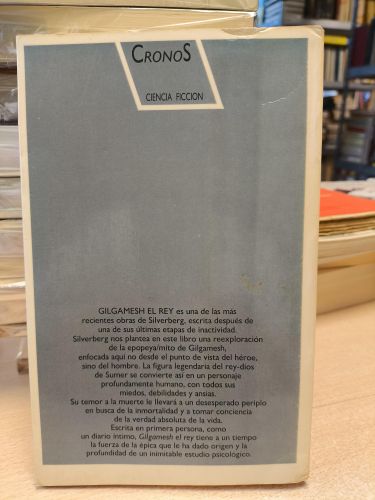 CRONOS
CIENCIA FICCION
GILGAMESH EL REY es una de las más
recientes obras de Silverberg, escrita después de
una de sus últimas etapas de inactividad.
Silverberg nos plantea en este libro una reexploración
de la epopeya/mito de Gilgamesh,
enfocada aquí no desde el punto de vista del héroe,
sino del hombre. La figura legendaria del rey-dios
de Sumer se convierte así en un personaje
profundamente humano, con todos sus
miedos, debilidades y ansias.
Su temor a la muerte le llevará a un desesperado periplo
en busca de la inmortalidad y a tomar conciencia
de la verdad absoluta de la vida.
Escrita en primera persona, como
un diario íntimo, Gilgamesh el rey tiene a un tiempo
la fuerza de la épica que le ha dado origen y la
profundidad de un inimitable estudio psicológico.